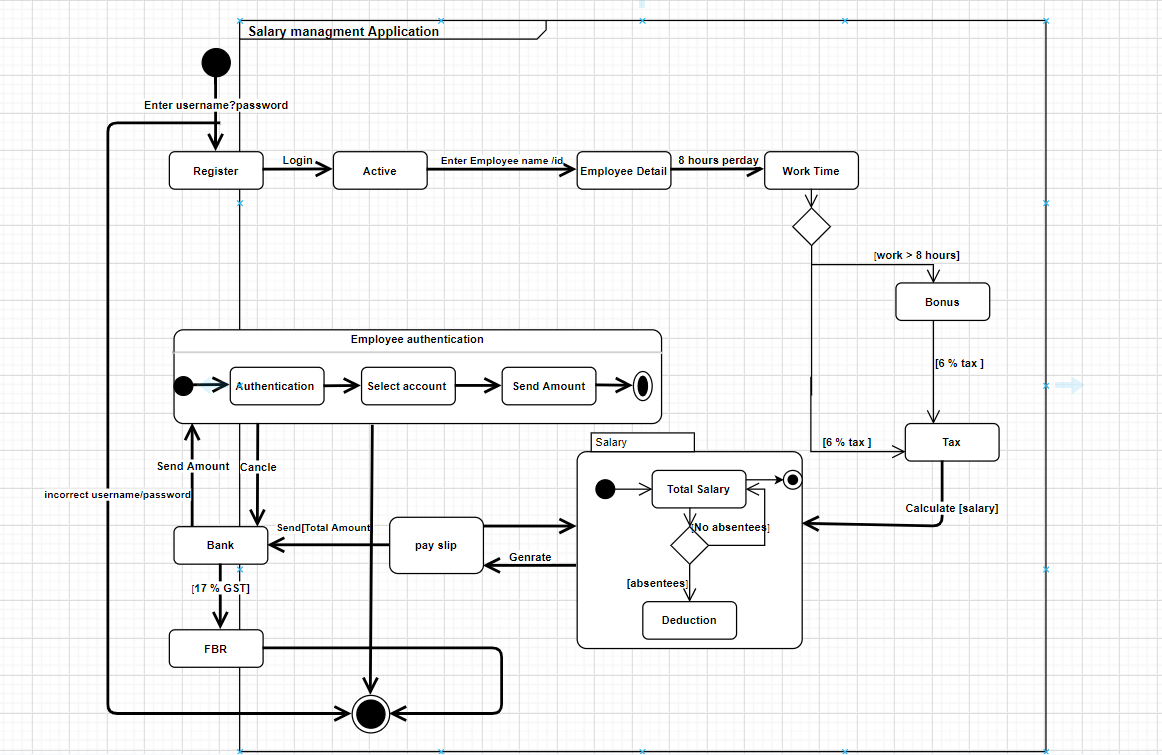 Salary managment Application
Enter username?password
Register
Login
Active
Enter Employee name /id
Employee Detail
8 hours perday
Work Time
[work > 8 hours]
Bonus
[6 % tax ]
[6 % tax ]
Tax
Calculate [salary]
Employee authentication
Authentication
Select account
Send Amount
Send Amount
Cancle
incorrect username/password
Salary
Total Salary
[No absentees]
[absentees]
Deduction
Send[Total Amount
pay slip
Genrate
Bank
[17 % GST]
FBR